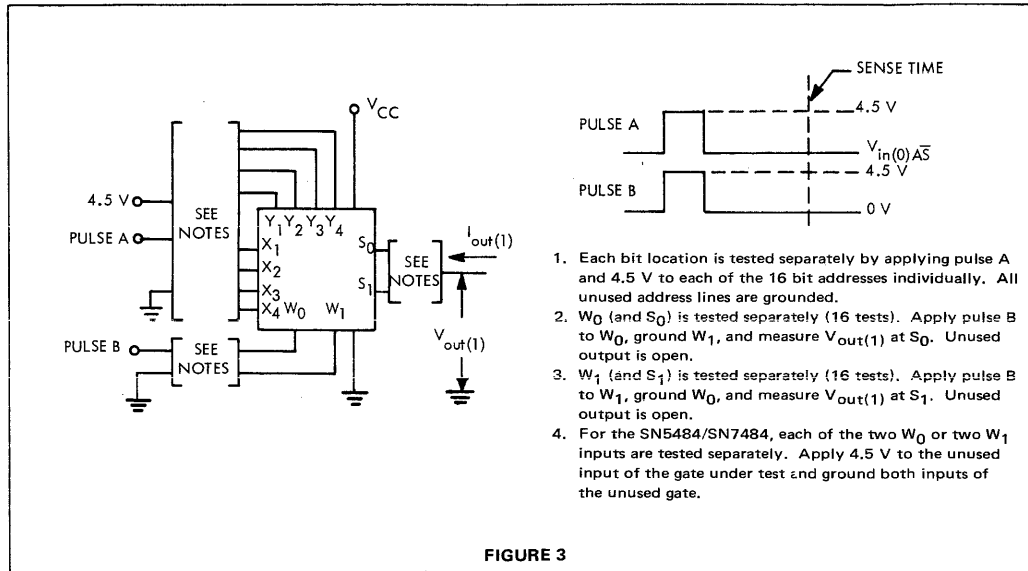 V_CC
4.5 V
PULSE A
SEE NOTES
Y1 Y2 Y3 Y4
X1
X2
X3
X4 W0 W1
S0
S1
SEE NOTES
I_out(1)
V_out(1)
PULSE B
SEE NOTES
SENSE TIME
PULSE A
4.5 V
V_in(0)AS̅
PULSE B
4.5 V
0 V
1. Each bit location is tested separately by applying pulse A
and 4.5 V to each of the 16 bit addresses individually. All
unused address lines are grounded.
2. W0 (and S0) is tested separately (16 tests). Apply pulse B
to W0, ground W1, and measure Vout(1) at S0. Unused
output is open.
3. W1 (and S1) is tested separately (16 tests). Apply pulse B
to W1, ground W0, and measure Vout(1) at S1. Unused
output is open.
4. For the SN5484/SN7484, each of the two W0 or two W1
inputs are tested separately. Apply 4.5 V to the unused
input of the gate under test and ground both inputs of
the unused gate.
FIGURE 3